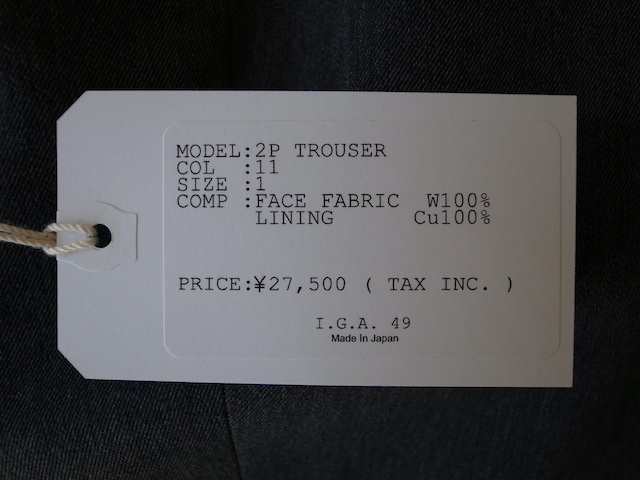 MODEL:2P TROUSER
COL :11
SIZE :1
COMP :FACE FABRIC W100%
LINING Cu100%
PRICE:¥27,500 ( TAX INC. )
I.G.A. 49
Made in Japan